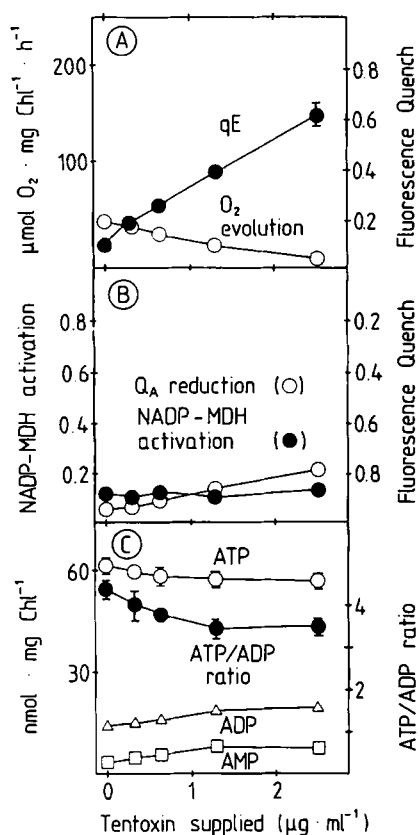 A
200
100
μmol O₂ · mg Chl⁻¹ · h⁻¹
qE
O₂ evolution
0.8
0.6
0.4
0.2
Fluorescence Quench
B
0.8
0.6
0.4
0.2
NADP-MDH activation
Q_A reduction (○)
NADP-MDH activation (●)
0.2
0.4
0.6
0.8
Fluorescence Quench
C
60
30
nmol · mg Chl⁻¹
ATP
ATP/ADP ratio
ADP
AMP
4
2
ATP/ADP ratio
0 1 2
Tentoxin supplied (μg · ml⁻¹)